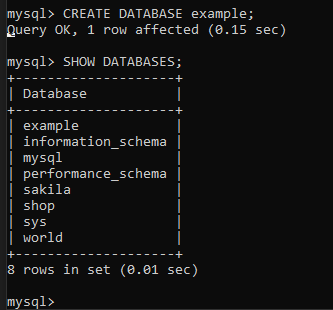 mysql> CREATE DATABASE example;
Query OK, 1 row affected (0.15 sec)
mysql> SHOW DATABASES;
+--------------------+
| Database           |
+--------------------+
| example            |
| information_schema |
| mysql              |
| performance_schema |
| sakila             |
| shop               |
| sys                |
| world              |
+--------------------+
8 rows in set (0.01 sec)
mysql>